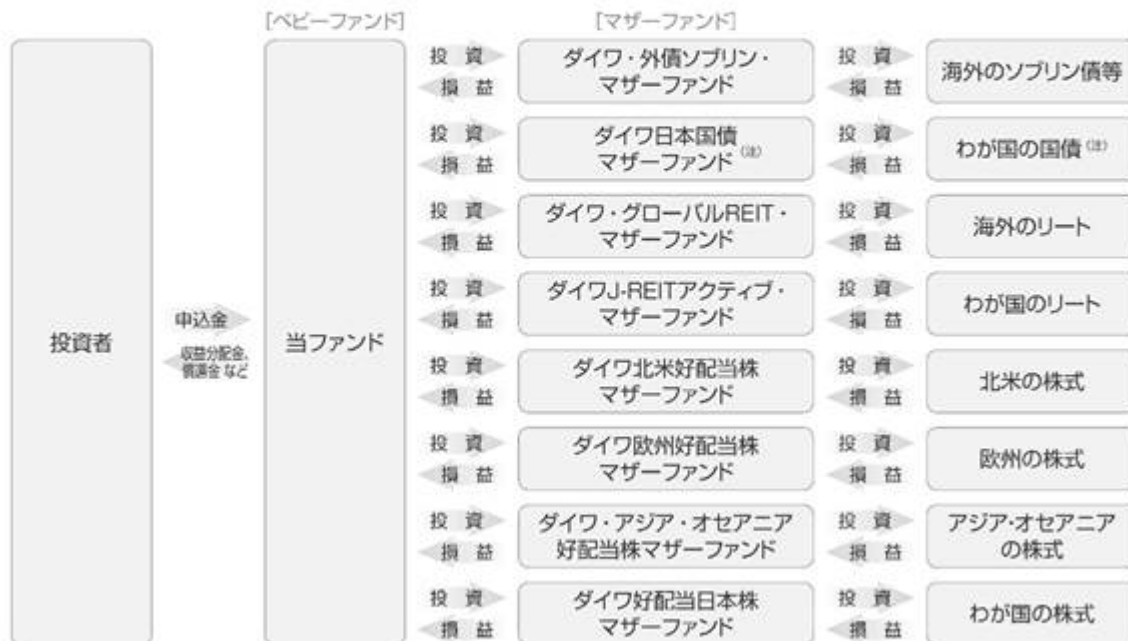 [ベビーファンド]
[マザーファンド]
投資者
申込金
収益分配金、
償還金 など
当ファンド
投 資
損 益
ダイワ・外債ソブリン・
マザーファンド
投 資
損 益
海外のソブリン債等
投 資
損 益
ダイワ日本国債
マザーファンド(注)
投 資
損 益
わが国の国債(注)
投 資
損 益
ダイワ・グローバルREIT・
マザーファンド
投 資
損 益
海外のリート
投 資
損 益
ダイワJ-REITアクティブ・
マザーファンド
投 資
損 益
わが国のリート
投 資
損 益
ダイワ北米好配当株
マザーファンド
投 資
損 益
北米の株式
投 資
損 益
ダイワ欧州好配当株
マザーファンド
投 資
損 益
欧州の株式
投 資
損 益
ダイワ・アジア・オセアニア
好配当株マザーファンド
投 資
損 益
アジア・オセアニア
の株式
投 資
損 益
ダイワ好配当日本株
マザーファンド
投 資
損 益
わが国の株式